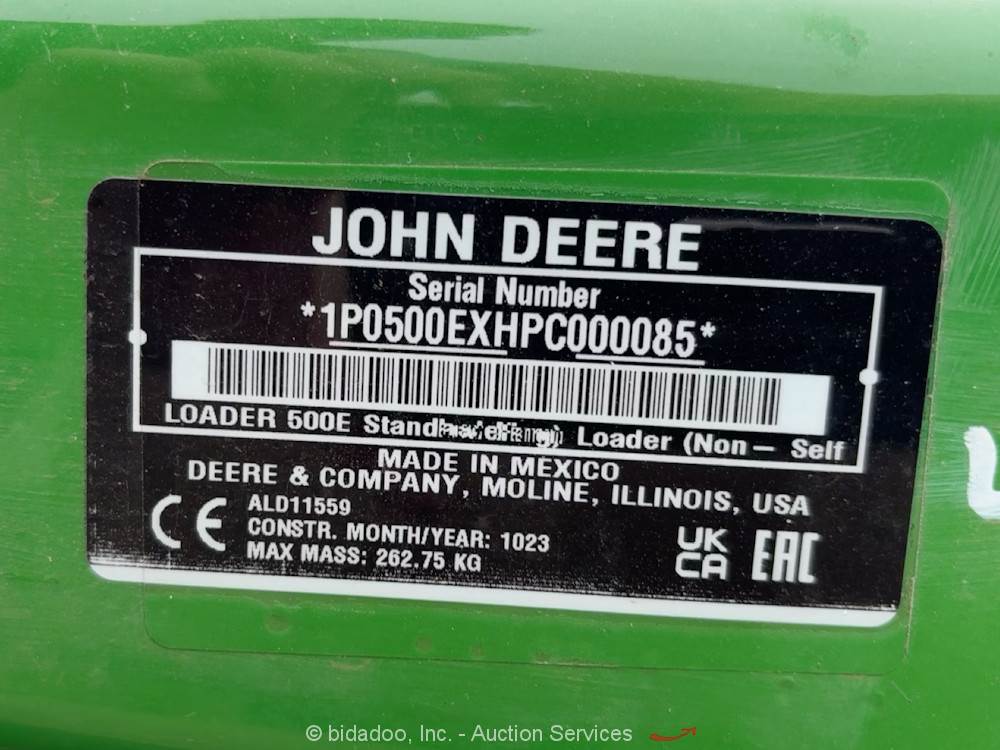 JOHN DEERE
Serial Number
*1P0500EXHPC000085*
LOADER 500E Loader (Non- Self
MADE IN MEXICO
DEERE & COMPANY, MOLINE, ILLINOIS, USA
CE
ALD11559
CONSTR. MONTH/YEAR: 1023
MAX MASS: 262.75 KG
UK
CA
EAC
© bidadoo, Inc. - Auction Services